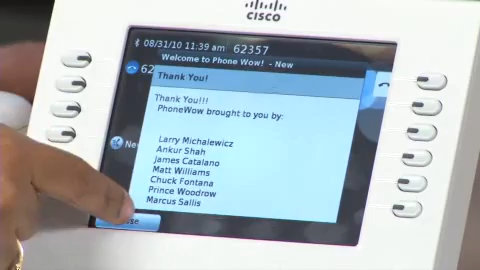 CISCO
08/31/10 11:39 am 62357
Welcome to Phone Wow! - New
62
Thank You!
Thank You!!!
PhoneWow brought to you by:
Larry Michalewicz
Ankur Shah
James Catalano
Matt Williams
Chuck Fontana
Prince Woodrow
Marcus Sallis